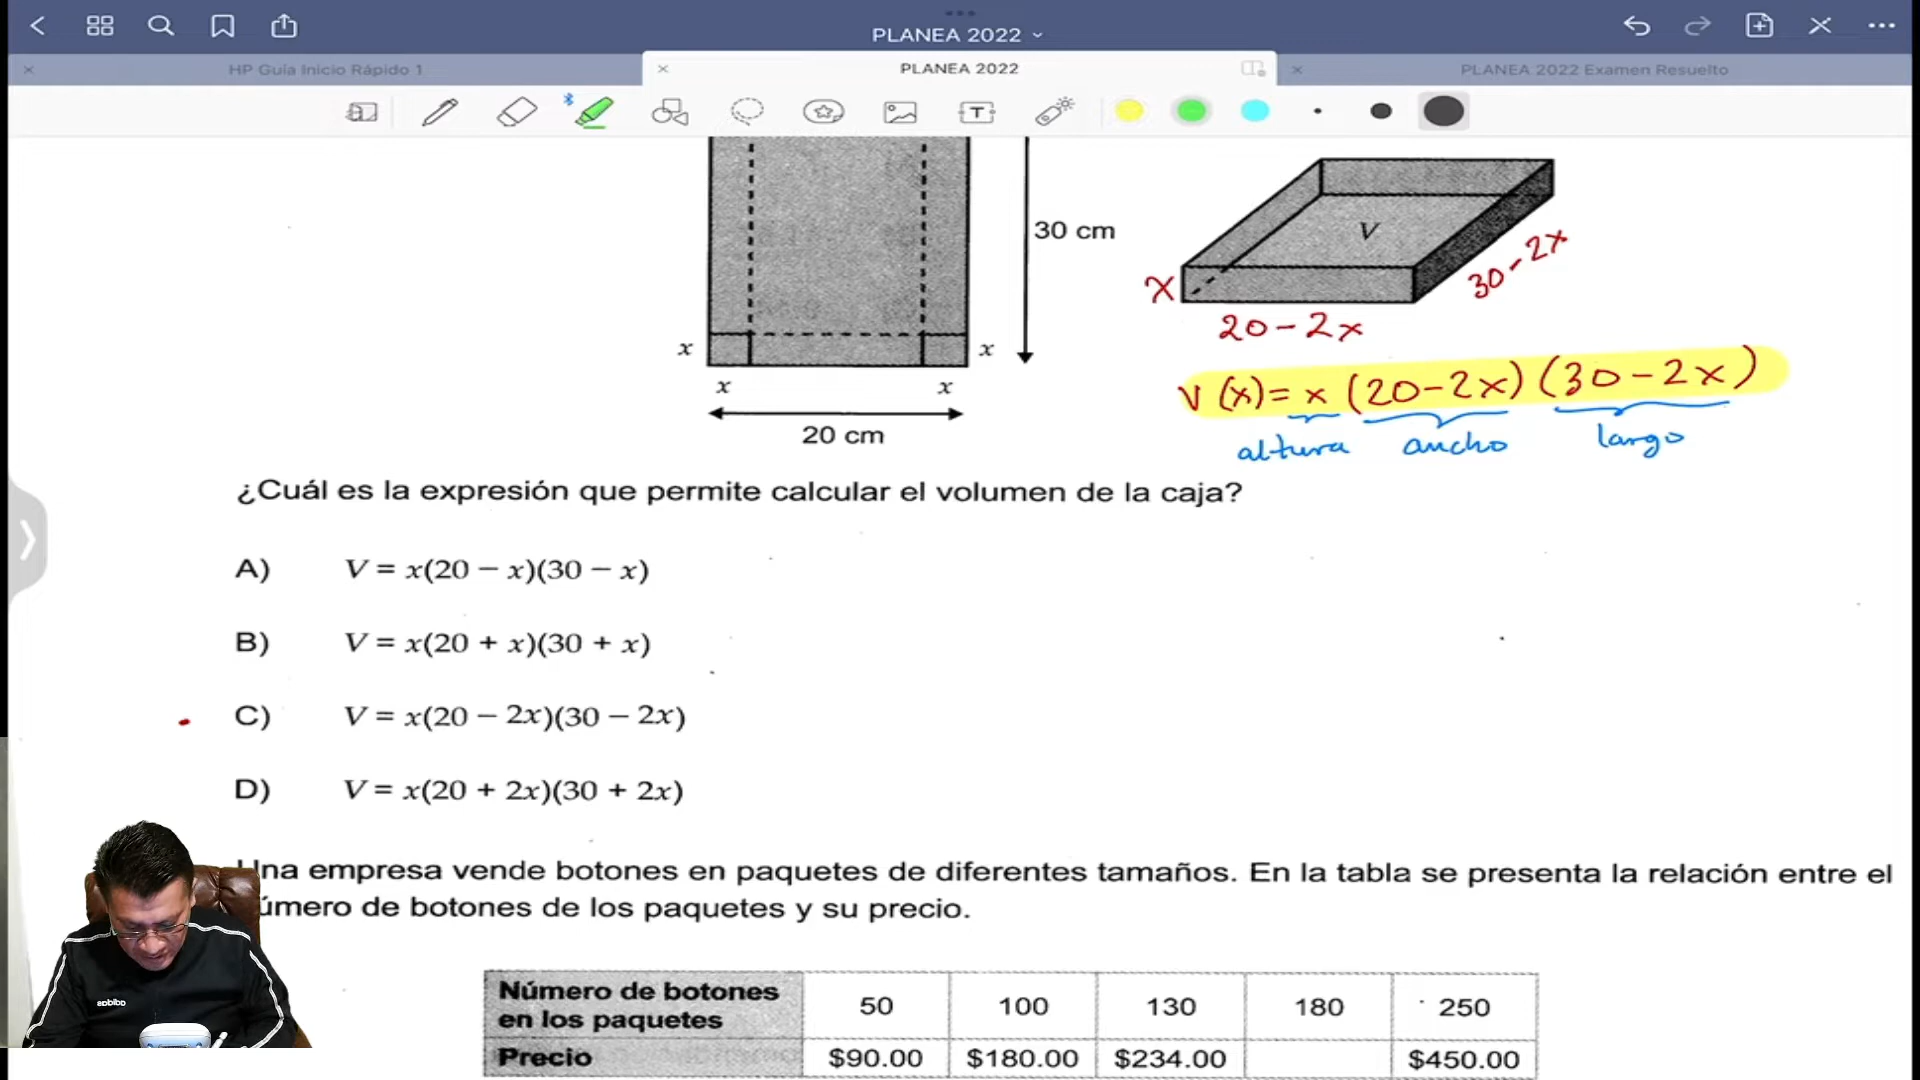 PLANEA 2022
HP Guía Inicio Rápido 1
PLANEA 2022
PLANEA 2022 Examen Resuelto
T
30 cm
V
x
30-2x
20-2x
x
x
x
x
20 cm
V(x)=x(20-2x)(30-2x)
altura ancho largo
¿Cuál es la expresión que permite calcular el volumen de la caja?
A) V = x(20 − x)(30 − x)
B) V = x(20 + x)(30 + x)
C) V = x(20 − 2x)(30 − 2x)
D) V = x(20 + 2x)(30 + 2x)
Una empresa vende botones en paquetes de diferentes tamaños. En la tabla se presenta la relación entre el
úmero de botones de los paquetes y su precio.
Número de botones en los paquetes 50 100 130 180 250
Precio $90.00 $180.00 $234.00 $450.00